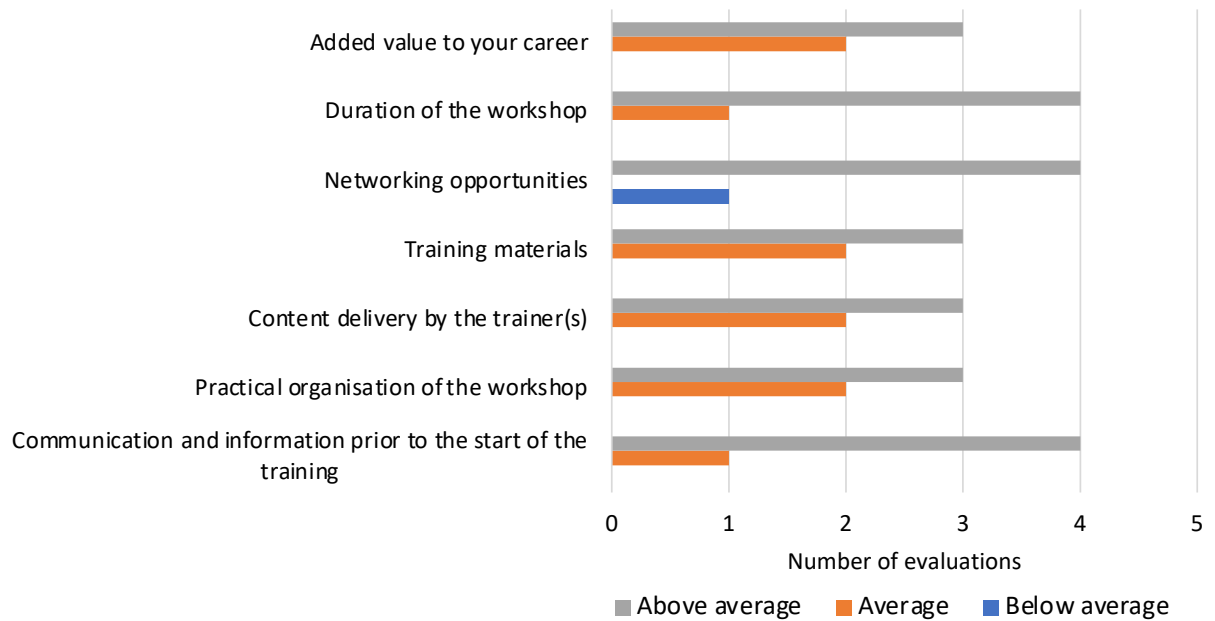 Added value to your career
Duration of the workshop
Networking opportunities
Training materials
Content delivery by the trainer(s)
Practical organisation of the workshop
Communication and information prior to the start of the
training
0 1 2 3 4 5
Number of evaluations
Above average Average Below average